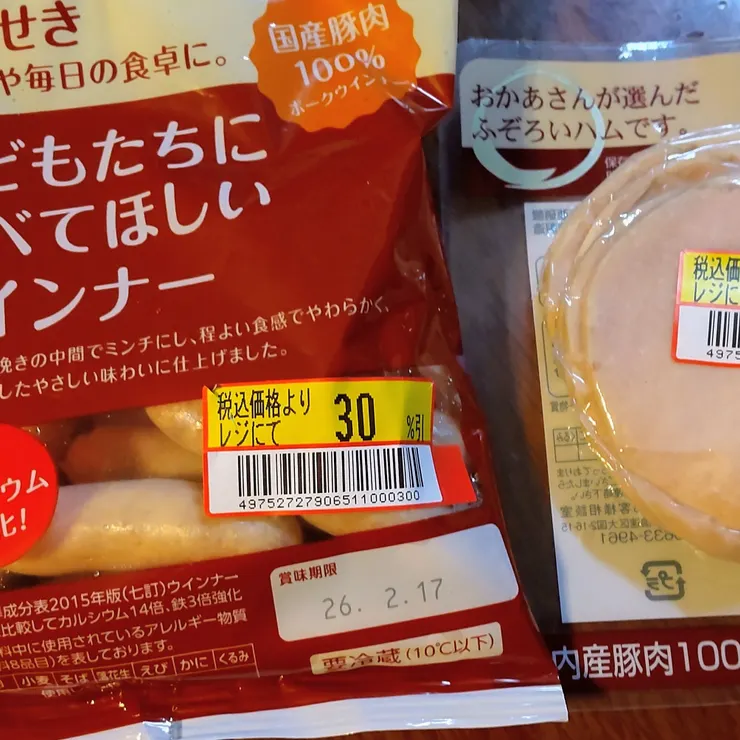 せき
や毎日の食卓に。
国産豚肉
100%
ポークウインナー
どもたちに
べてほしい
インナー
挽きの中間でミンチにし、程よい食感でやわらかく、
したやさしい味わいに仕上げました。
税込価格より
レジにて 30 %引
49752727906511000300
ウム
化!
賞味期限
26. 2.17
要冷蔵(10℃以下)
成分表2015年版(七訂)ウインナー
比較してカルシウム14倍、鉄3倍強化
料中に使用されているアレルギー物質
料8品目)を表しております。
小麦 そば 落花生 えび かに くるみ
おかあさんが選んだ
ふぞろいハムです。
税込価
レジに
4975
プラ
内産豚肉100